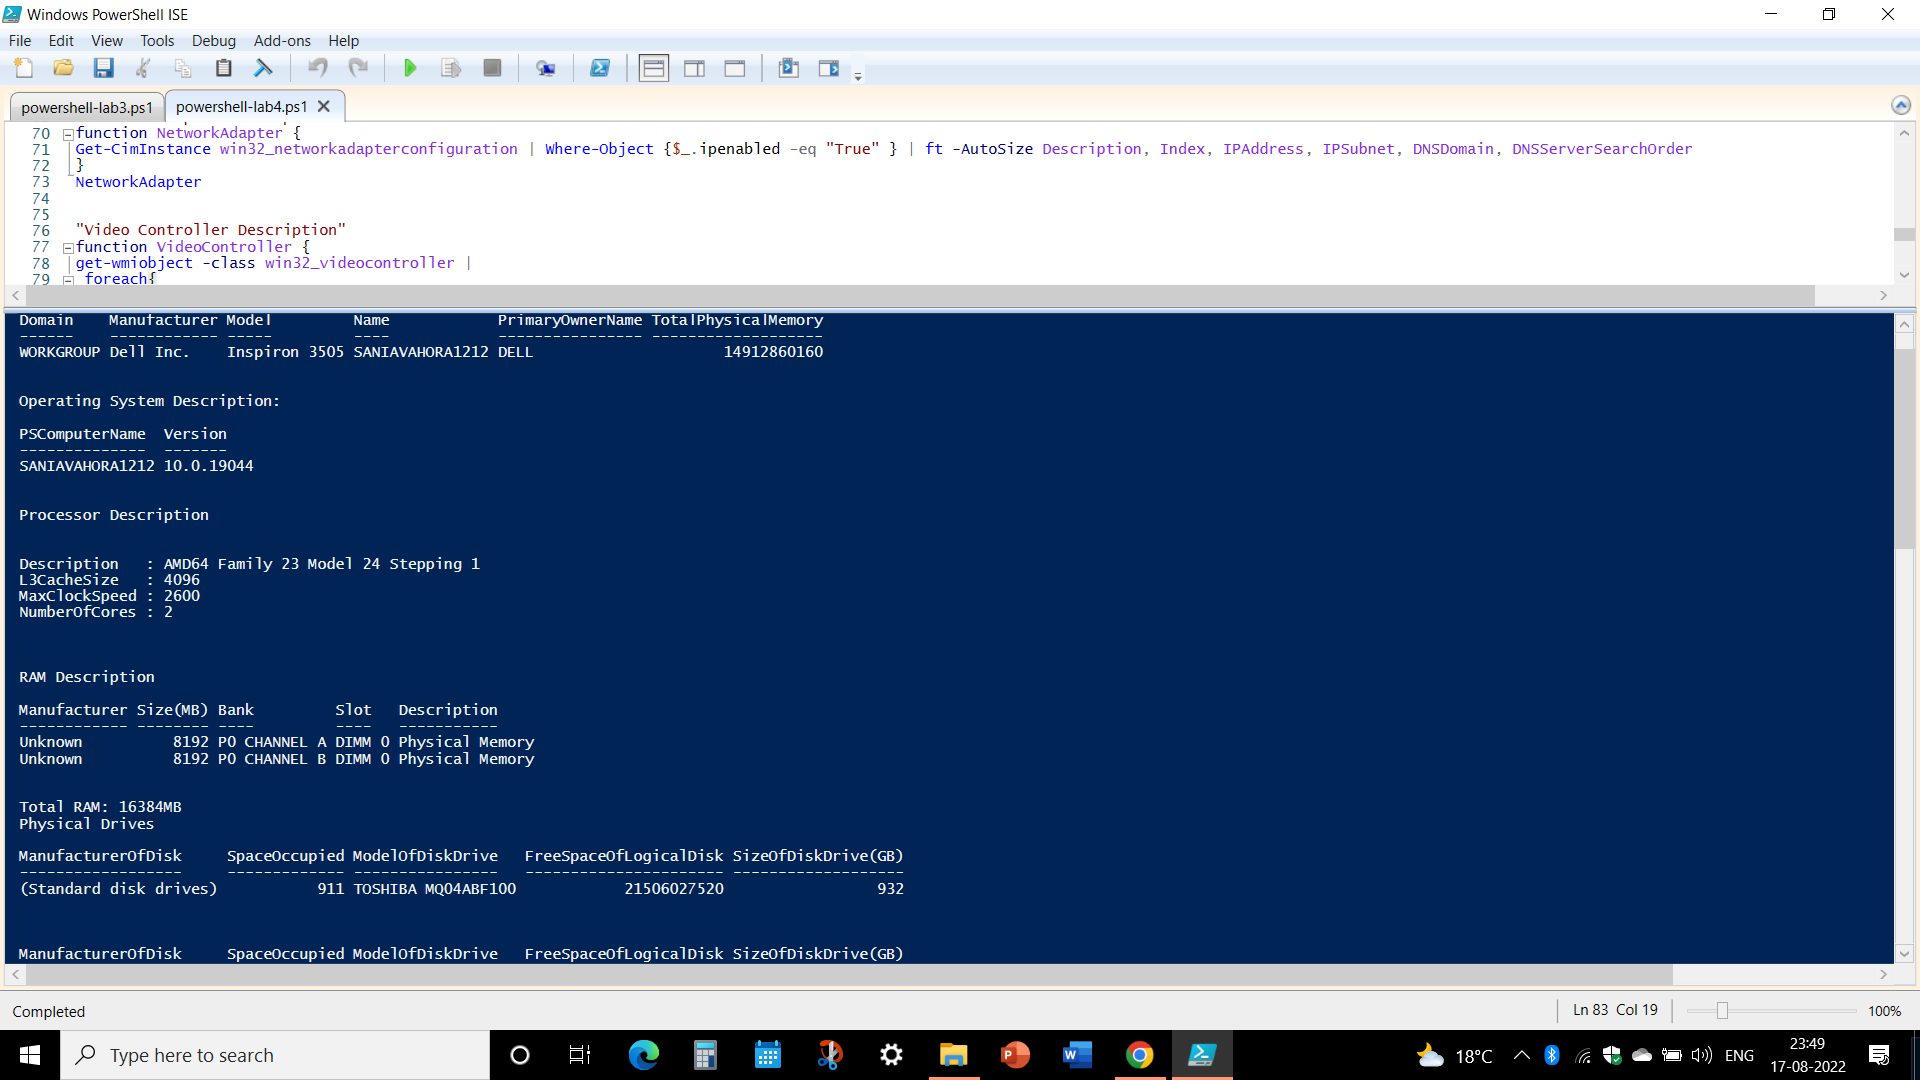 Windows PowerShell ISE
File Edit View Tools Debug Add-ons Help
powershell-lab3.ps1 powershell-lab4.ps1
70 function NetworkAdapter {
71 Get-CimInstance win32_networkadapterconfiguration | Where-Object {$_.ipenabled -eq "True" } | ft -AutoSize Description, Index, IPAddress, IPSubnet, DNSDomain, DNSServerSearchOrder
72 }
73 NetworkAdapter
74
75
76 "Video Controller Description"
77 function VideoController {
78 get-wmiobject -class win32_videocontroller |
79 foreach{
Domain Manufacturer Model Name PrimaryOwnerName TotalPhysicalMemory
------ ------------ ----- ---- ---------------- -------------------
WORKGROUP Dell Inc. Inspiron 3505 SANIAVAHORA1212 DELL 14912860160
Operating System Description:
PSComputerName Version
-------------- -------
SANIAVAHORA1212 10.0.19044
Processor Description
Description : AMD64 Family 23 Model 24 Stepping 1
L3CacheSize : 4096
MaxClockSpeed : 2600
NumberOfCores : 2
RAM Description
Manufacturer Size(MB) Bank Slot Description
------------ -------- ---- ---- -----------
Unknown 8192 P0 CHANNEL A DIMM 0 Physical Memory
Unknown 8192 P0 CHANNEL B DIMM 0 Physical Memory
Total RAM: 16384MB
Physical Drives
ManufacturerOfDisk SpaceOccupied ModelOfDiskDrive FreeSpaceOfLogicalDisk SizeOfDiskDrive(GB)
------------------ ------------- ---------------- ---------------------- -------------------
(Standard disk drives) 911 TOSHIBA MQ04ABF100 21506027520 932
ManufacturerOfDisk SpaceOccupied ModelOfDiskDrive FreeSpaceOfLogicalDisk SizeOfDiskDrive(GB)
Completed Ln 83 Col 19 100%
Type here to search 18°C ENG 23:49
17-08-2022